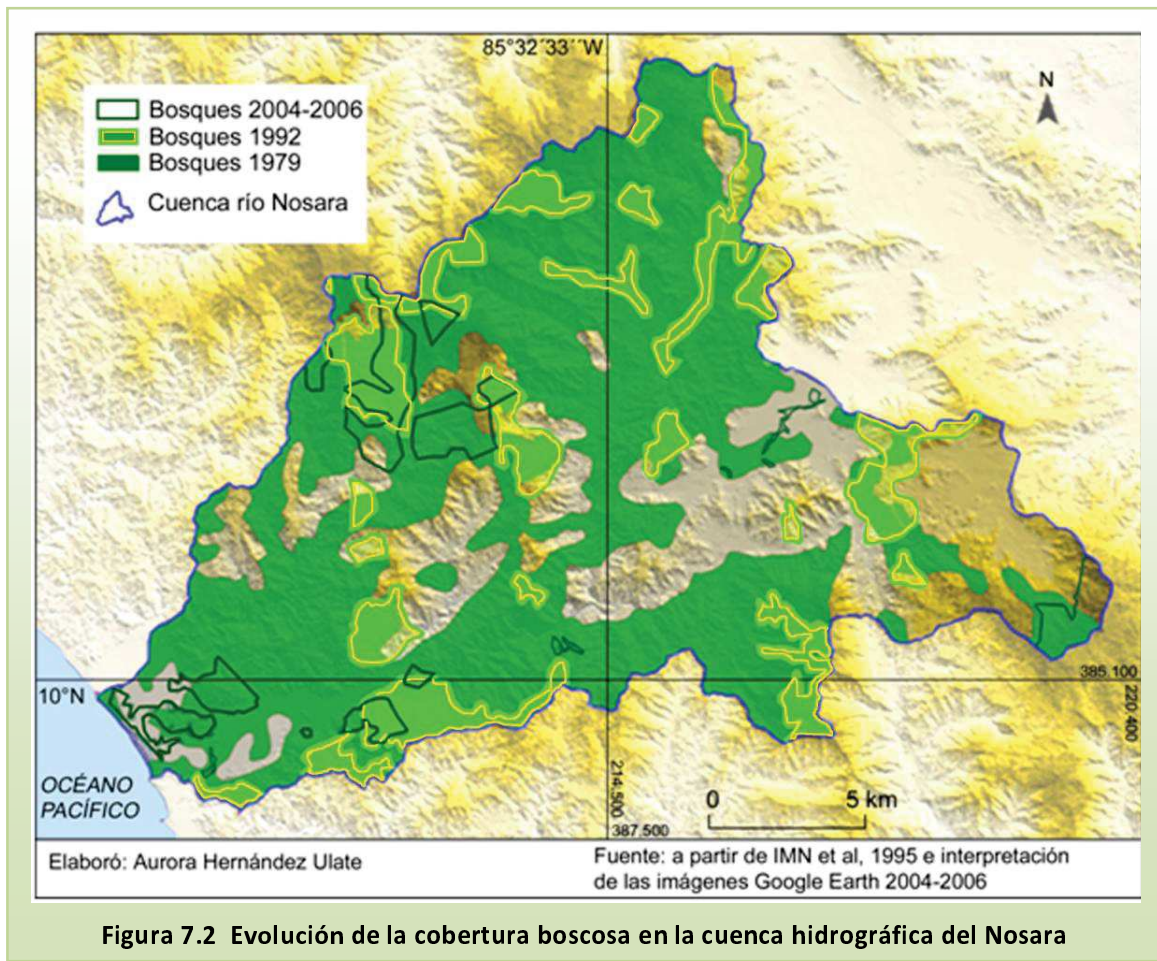 85°32´33´´W
N
Bosques 2004-2006
Bosques 1992
Bosques 1979
Cuenca río Nosara
10°N
385.100
220 400
OCÉANO
PACÍFICO
214.500
387.500
0 5 km
Elaboró: Aurora Hernández Ulate
Fuente: a partir de IMN et al, 1995 e interpretación
de las imágenes Google Earth 2004-2006
Figura 7.2 Evolución de la cobertura boscosa en la cuenca hidrográfica del Nosara